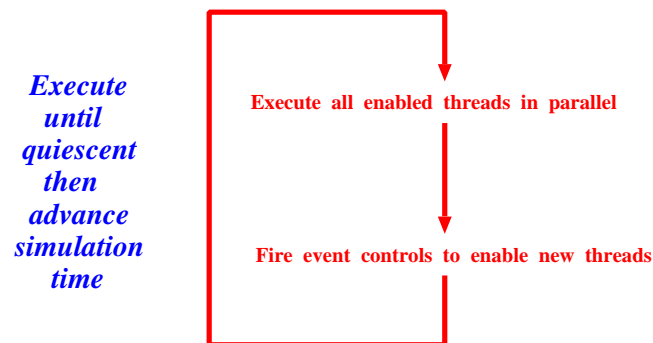 Execute
until
quiescent
then
advance
simulation
time
Execute all enabled threads in parallel
Fire event controls to enable new threads